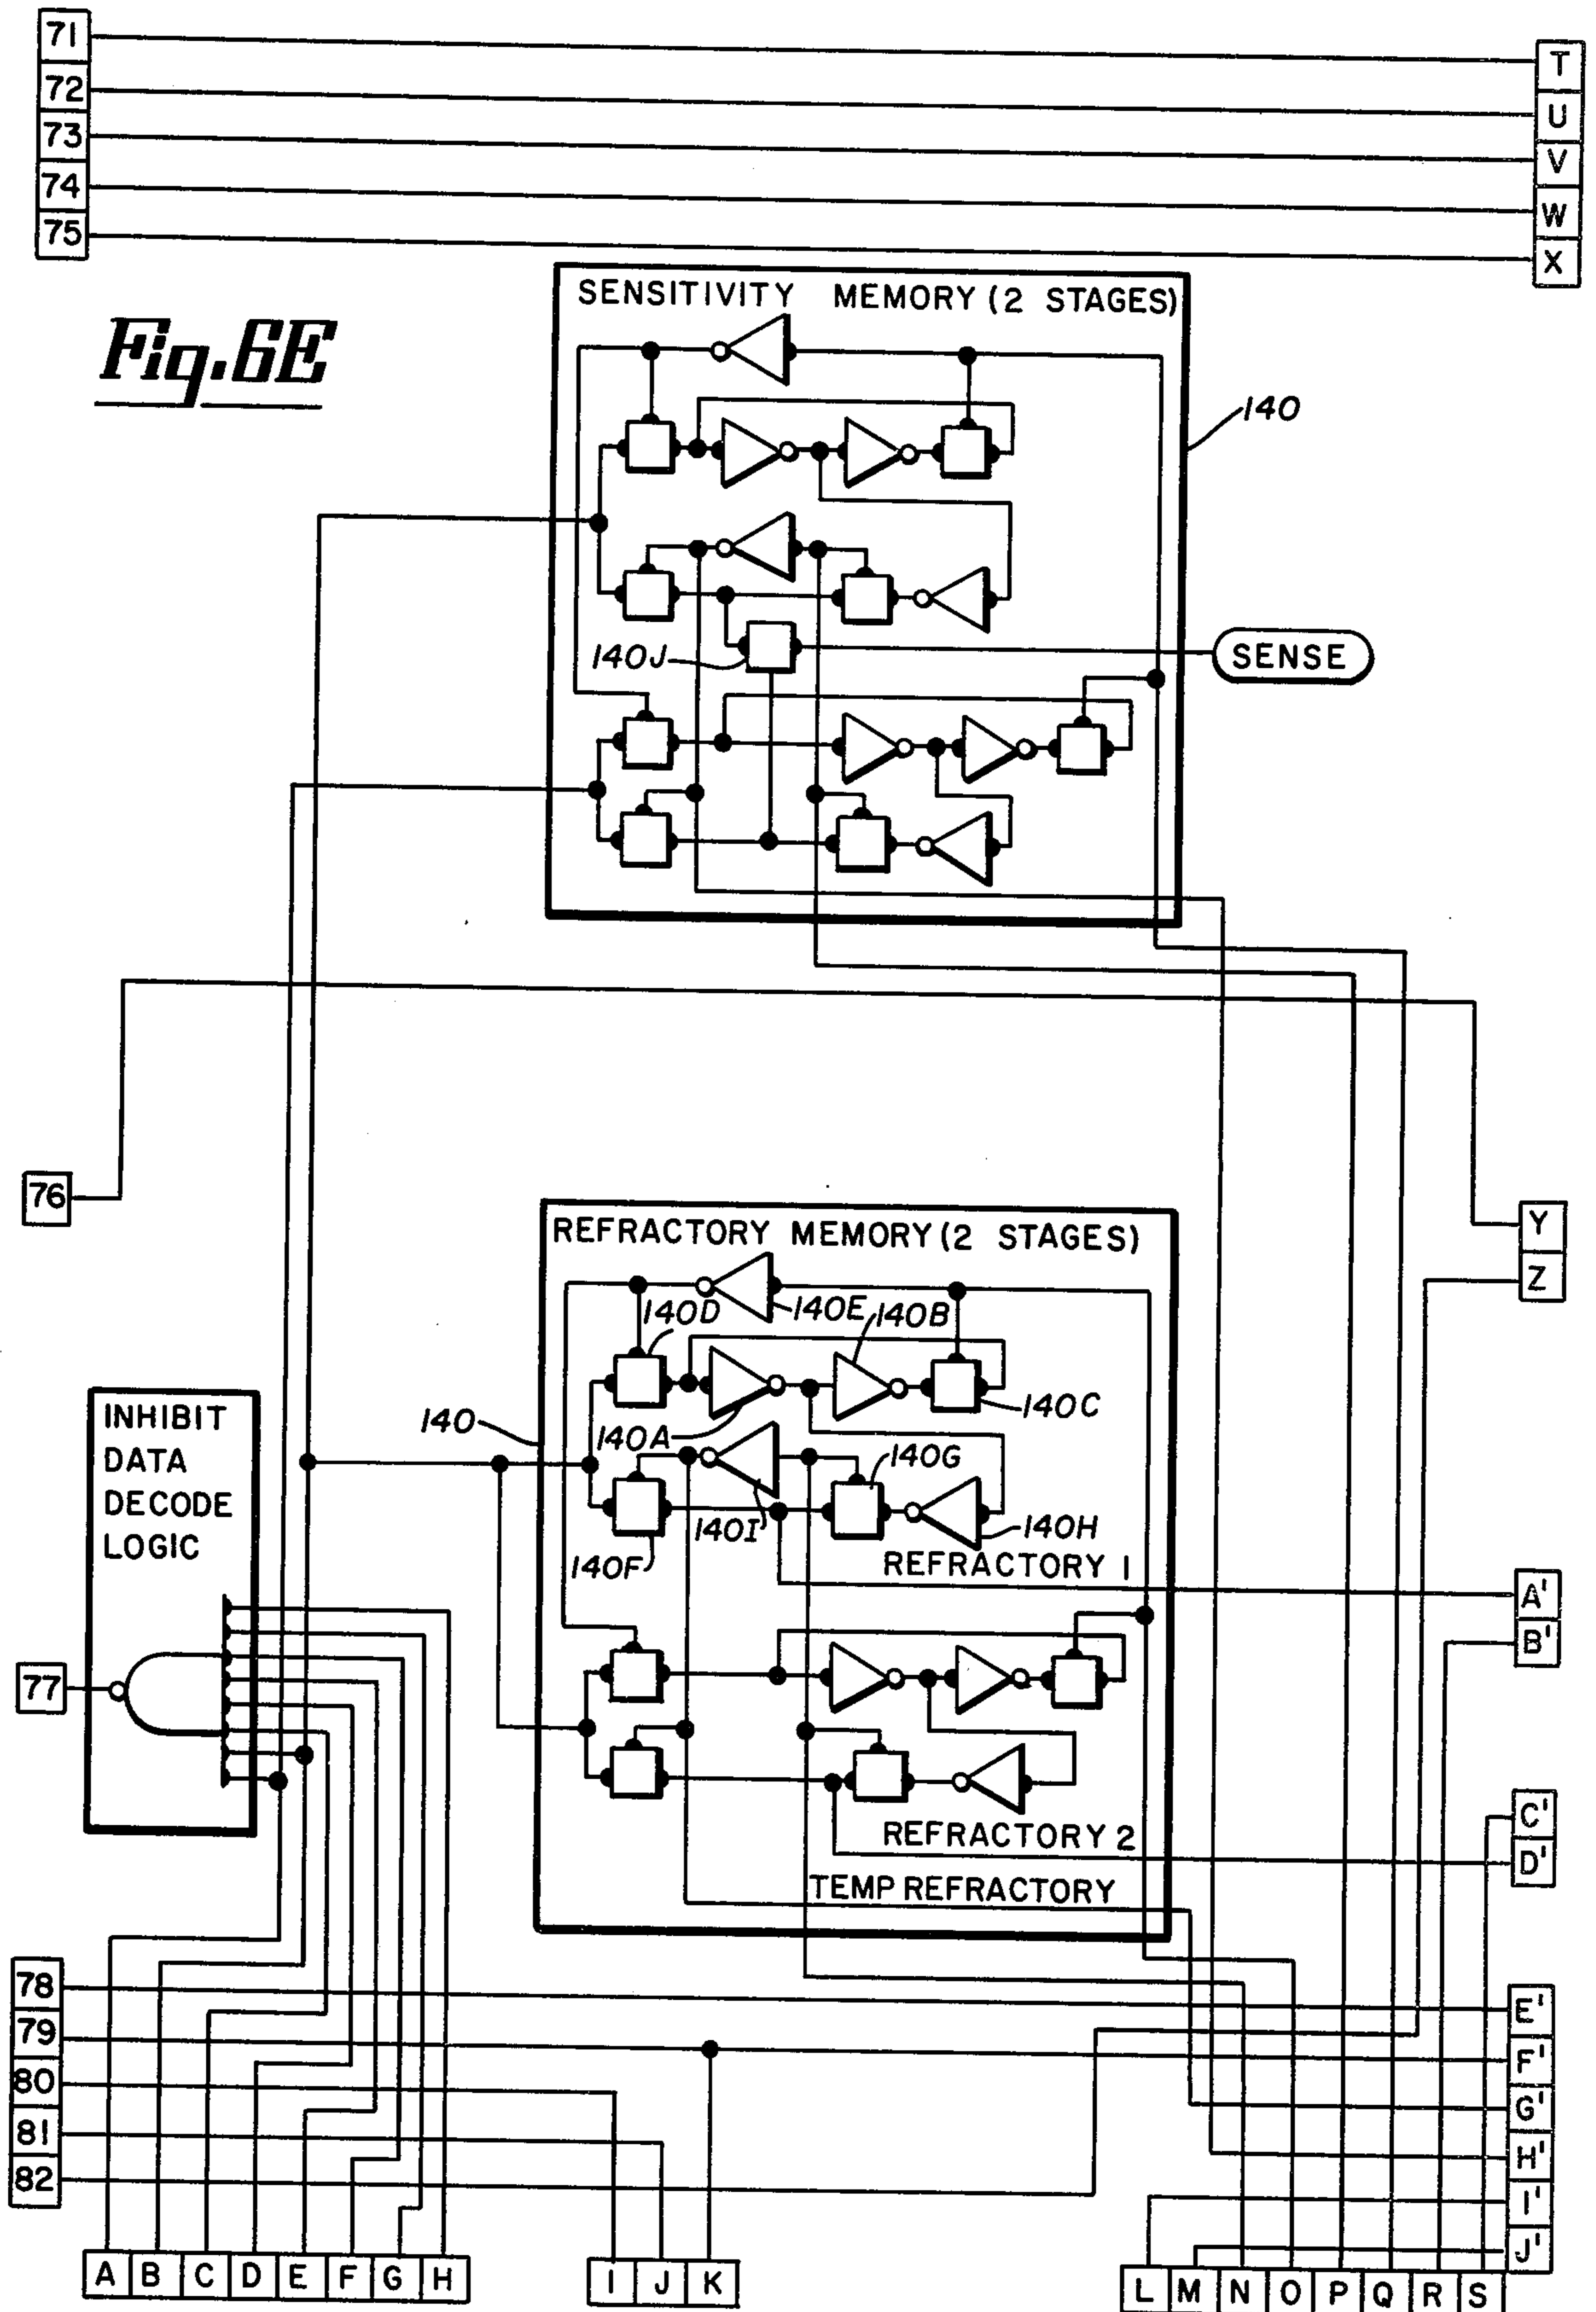 71
72
73
74
75
T
U
V
W
X
Fig.6E
SENSITIVITY MEMORY (2 STAGES)
140
140J
SENSE
76
Y
Z
REFRACTORY MEMORY (2 STAGES)
140D
140E
140B
140C
140
140A
140G
140I
140H
140F
REFRACTORY 1
INHIBIT
DATA
DECODE
LOGIC
A'
B'
77
C'
D'
REFRACTORY 2
TEMP REFRACTORY
78
79
80
81
82
E'
F'
G'
H'
I'
J'
A B C D E F G H
I J K
L M N O P Q R S